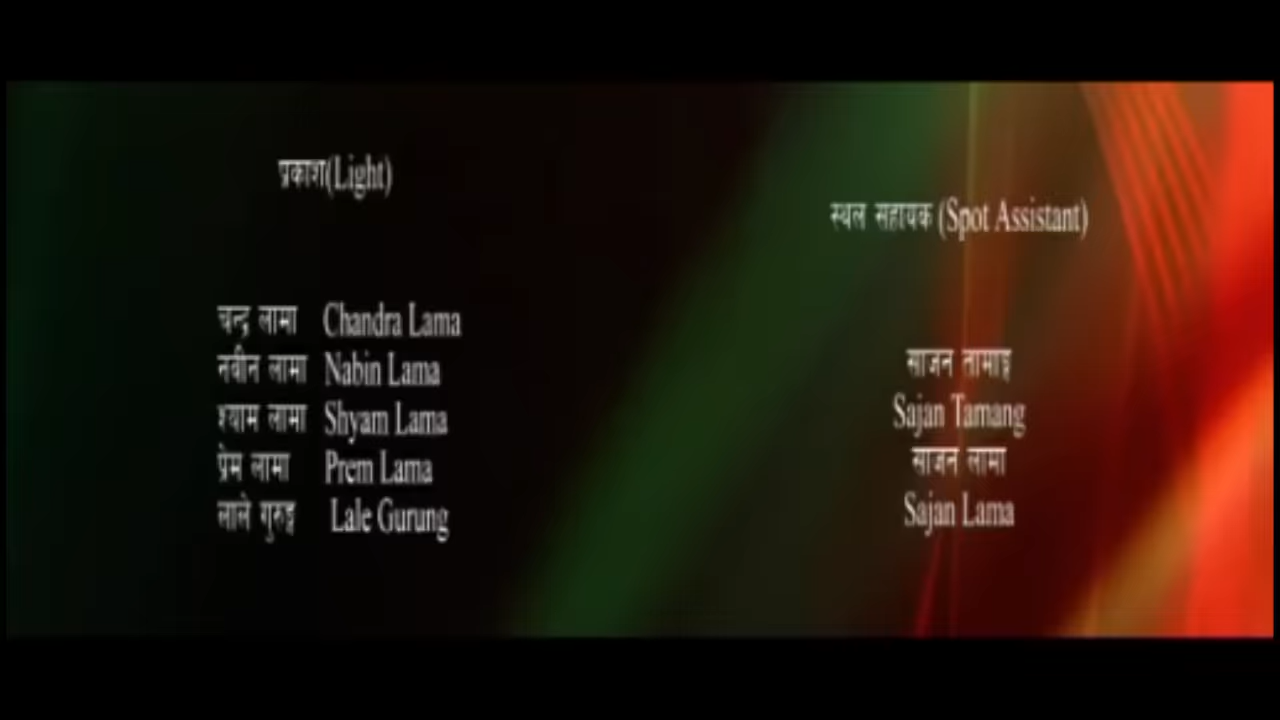 प्रकाश(Light)
चन्द्र लामा Chandra Lama
नवीन लामा Nabin Lama
श्याम लामा Shyam Lama
प्रेम लामा Prem Lama
लाले गुरुङ्ग Lale Gurung
स्थल सहायक (Spot Assistant)
साजन तामाङ्ग
Sajan Tamang
साजन लामा
Sajan Lama